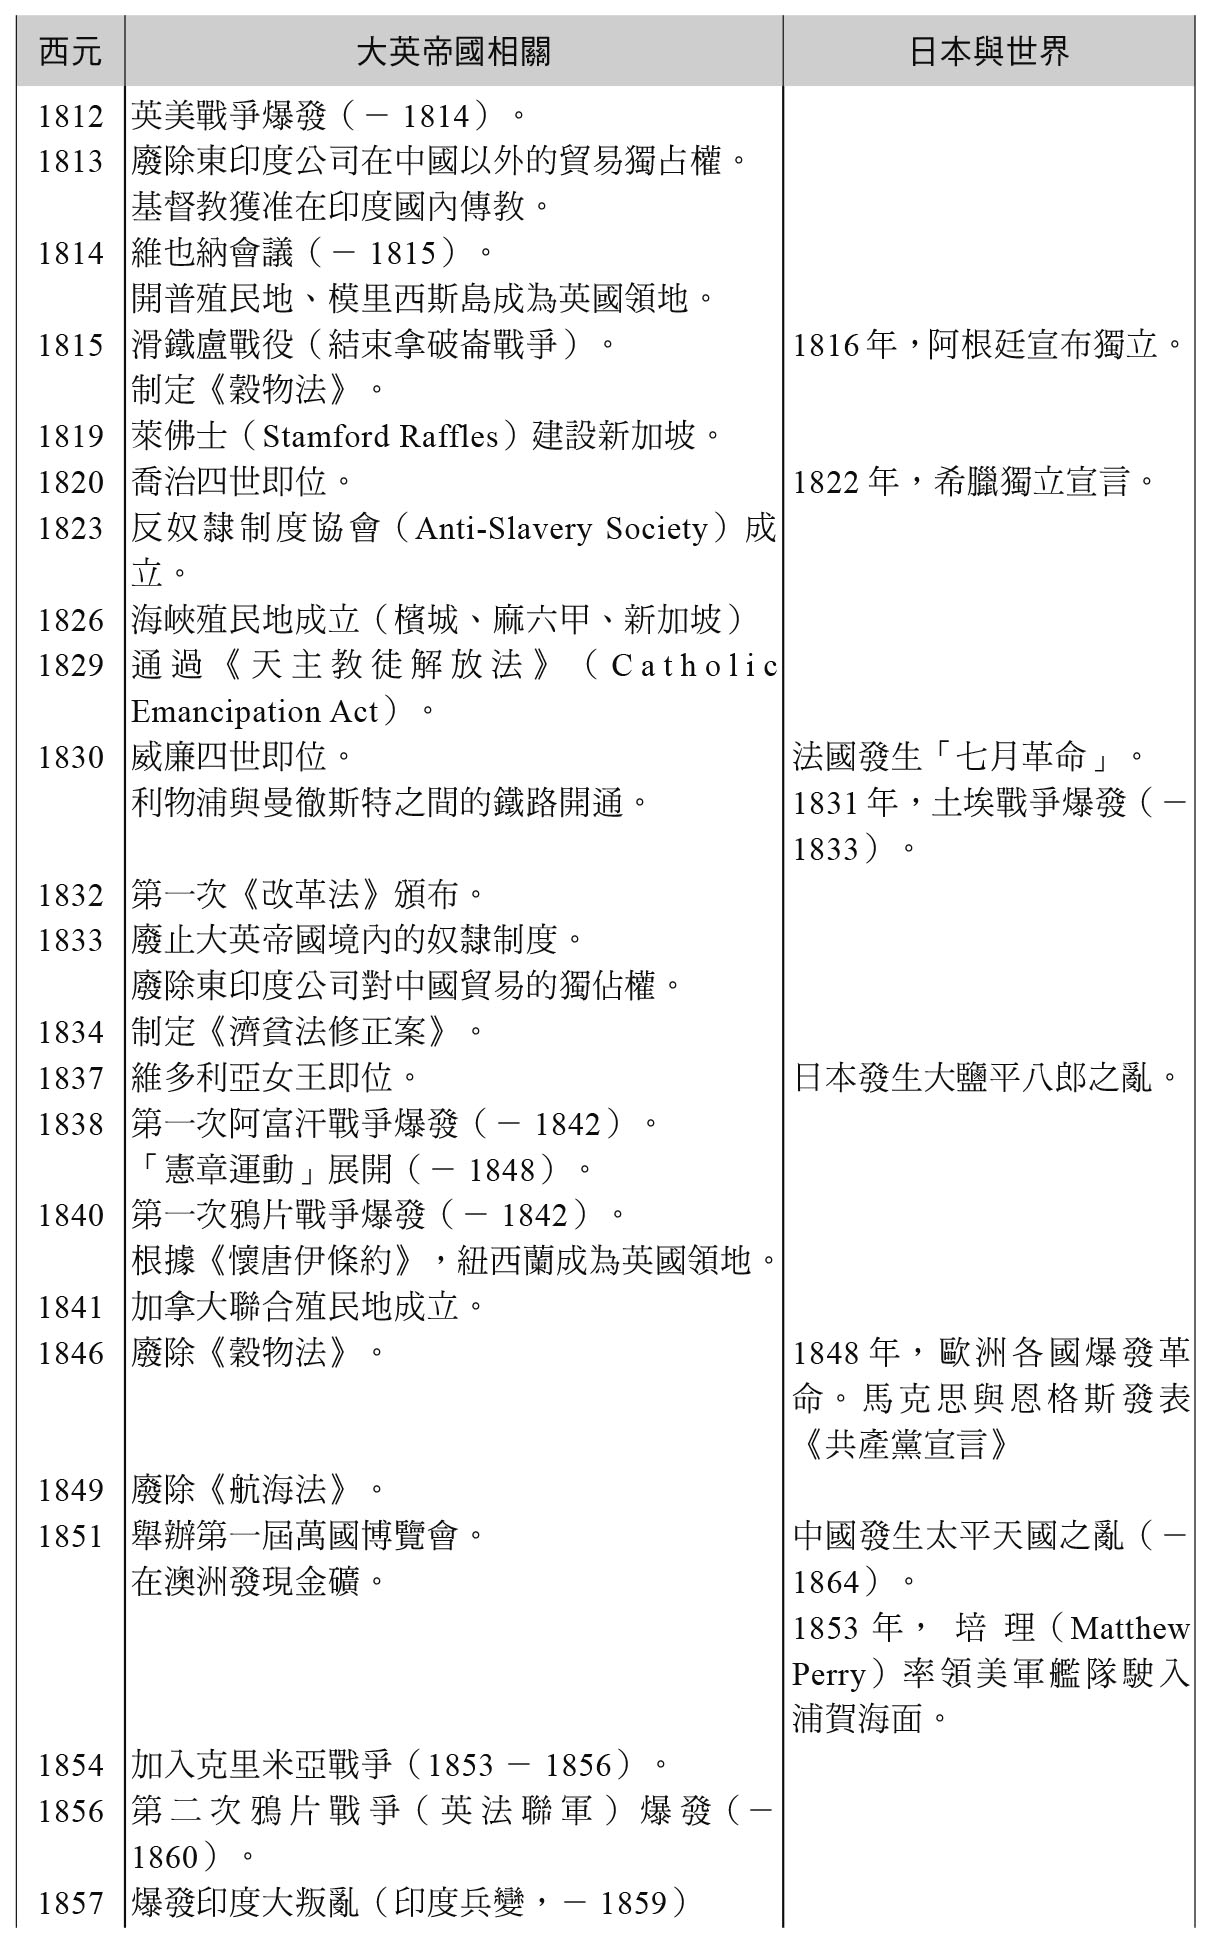 西元 大英帝國相關 日本與世界
1812 英美戰爭爆發（－ 1814）。
1813 廢除東印度公司在中國以外的貿易獨占權。
基督教獲准在印度國內傳教。
1814 維也納會議（－ 1815）。
開普殖民地、模里西斯島成為英國領地。
1815 滑鐵盧戰役（結束拿破崙戰爭）。 1816 年，阿根廷宣布獨立。
制定《穀物法》。
1819 萊佛士（Stamford Raffles）建設新加坡。
1820 喬治四世即位。 1822 年，希臘獨立宣言。
1823 反奴隸制度協會（Anti-Slavery Society）成
立。
1826 海峽殖民地成立（檳城、麻六甲、新加坡）
1829 通過《天主教徒解放法》（Catholic
Emancipation Act）。
1830 威廉四世即位。 法國發生「七月革命」。
利物浦與曼徹斯特之間的鐵路開通。 1831 年，土埃戰爭爆發（－
1833）。
1832 第一次《改革法》頒布。
1833 廢止大英帝國境內的奴隸制度。
廢除東印度公司對中國貿易的獨佔權。
1834 制定《濟貧法修正案》。
1837 維多利亞女王即位。 日本發生大鹽平八郎之亂。
1838 第一次阿富汗戰爭爆發（－ 1842）。
「憲章運動」展開（－ 1848）。
1840 第一次鴉片戰爭爆發（－ 1842）。
根據《懷唐伊條約》，紐西蘭成為英國領地。
1841 加拿大聯合殖民地成立。
1846 廢除《穀物法》。 1848 年，歐洲各國爆發革
命。馬克思與恩格斯發表
《共產黨宣言》
1849 廢除《航海法》。
1851 舉辦第一屆萬國博覽會。 中國發生太平天國之亂（－
在澳洲發現金礦。 1864）。
1853 年，培理（Matthew
Perry）率領美軍艦隊駛入
浦賀海面。
1854 加入克里米亞戰爭（1853 － 1856）。
1856 第二次鴉片戰爭（英法聯軍）爆發（－
1860）。
1857 爆發印度大叛亂（印度兵變，－ 1859）